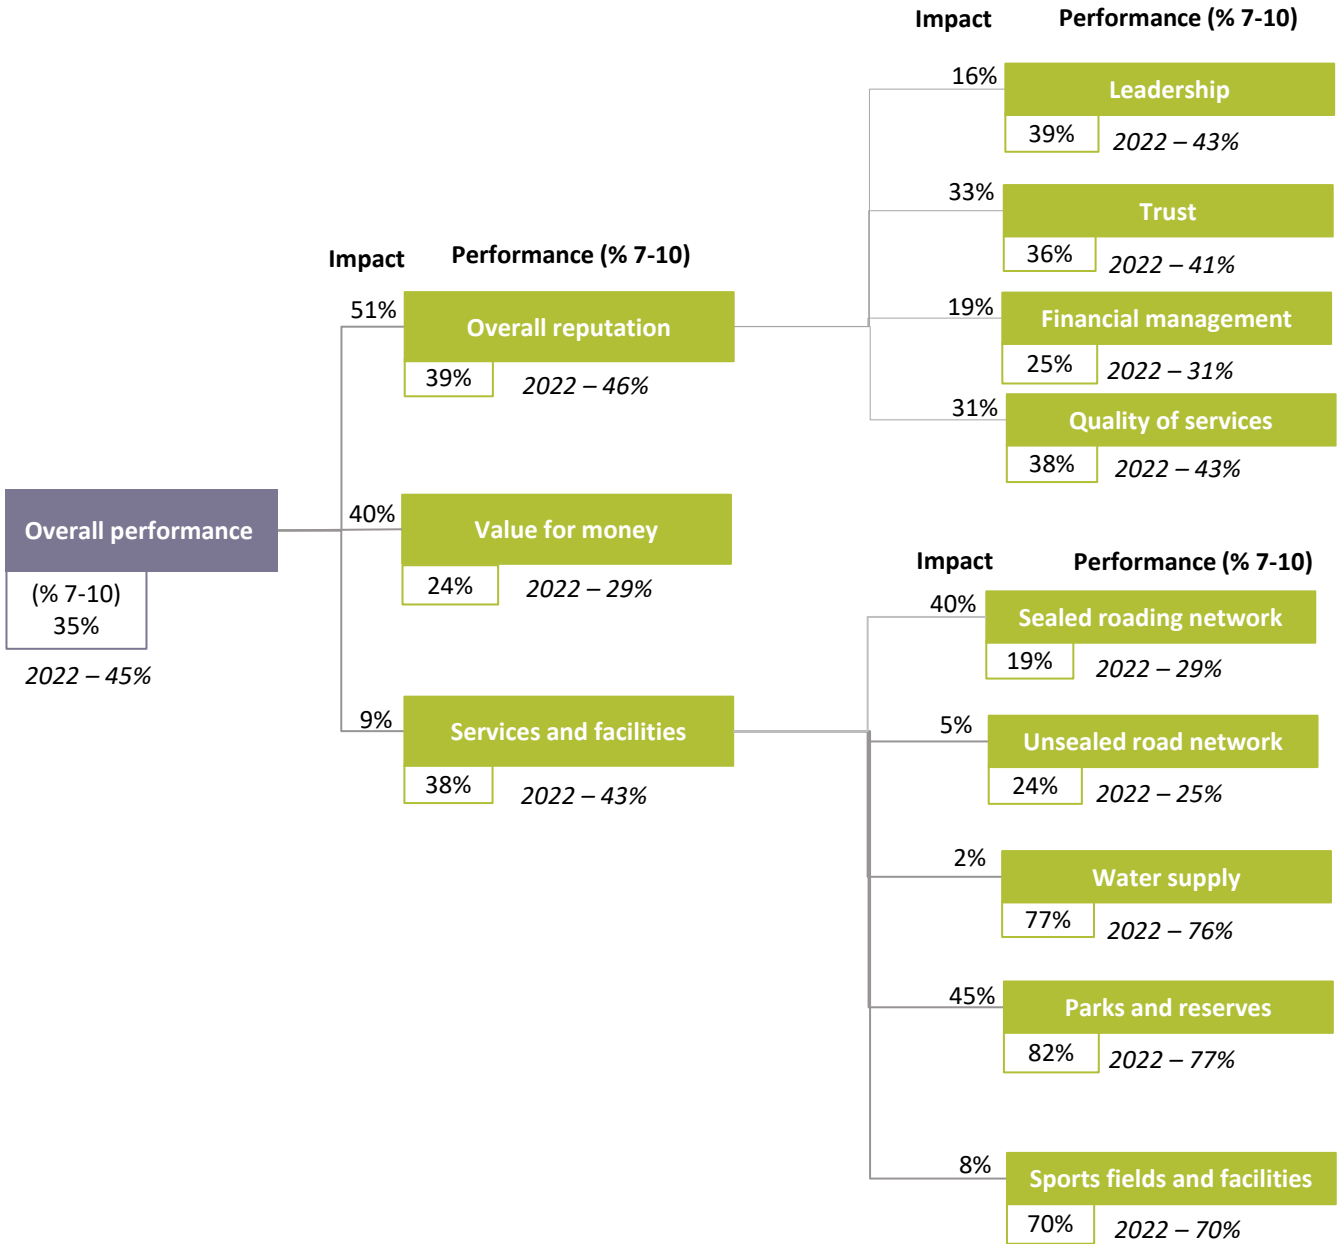 Impact Performance (% 7-10)
16%
Leadership
39% 2022 – 43%
33%
Trust
36% 2022 – 41%
19%
Financial management
25% 2022 – 31%
31%
Quality of services
38% 2022 – 43%
Impact Performance (% 7-10)
51%
Overall reputation
39% 2022 – 46%
40%
Value for money
24% 2022 – 29%
9%
Services and facilities
38% 2022 – 43%
Overall performance
(% 7-10)
35%
2022 – 45%
Impact Performance (% 7-10)
40%
Sealed roading network
19% 2022 – 29%
5%
Unsealed road network
24% 2022 – 25%
2%
Water supply
77% 2022 – 76%
45%
Parks and reserves
82% 2022 – 77%
8%
Sports fields and facilities
70% 2022 – 70%